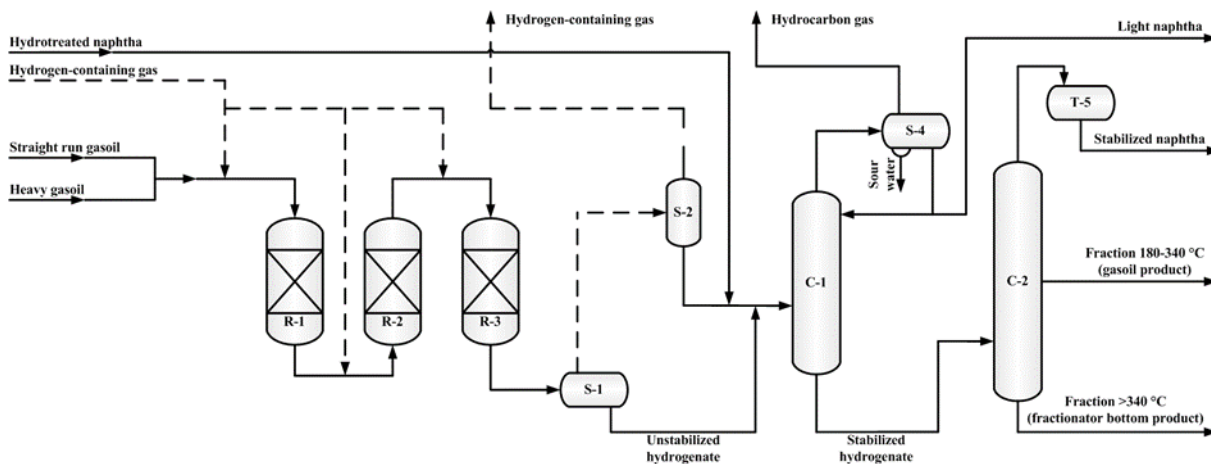 Hydrogen-containing gas
Hydrocarbon gas
Light naphtha
Hydrotreated naphtha
Hydrogen-containing gas
T-5
S-4
Straight run gasoil
Stabilized naphtha
Sour
water
Heavy gasoil
S-2
Fraction 180-340 °C
(gasoil product)
C-1
C-2
R-1
R-2
R-3
S-1
Fraction >340 °C
(fractionator bottom product)
Unstabilized
hydrogenate
Stabilized
hydrogenate